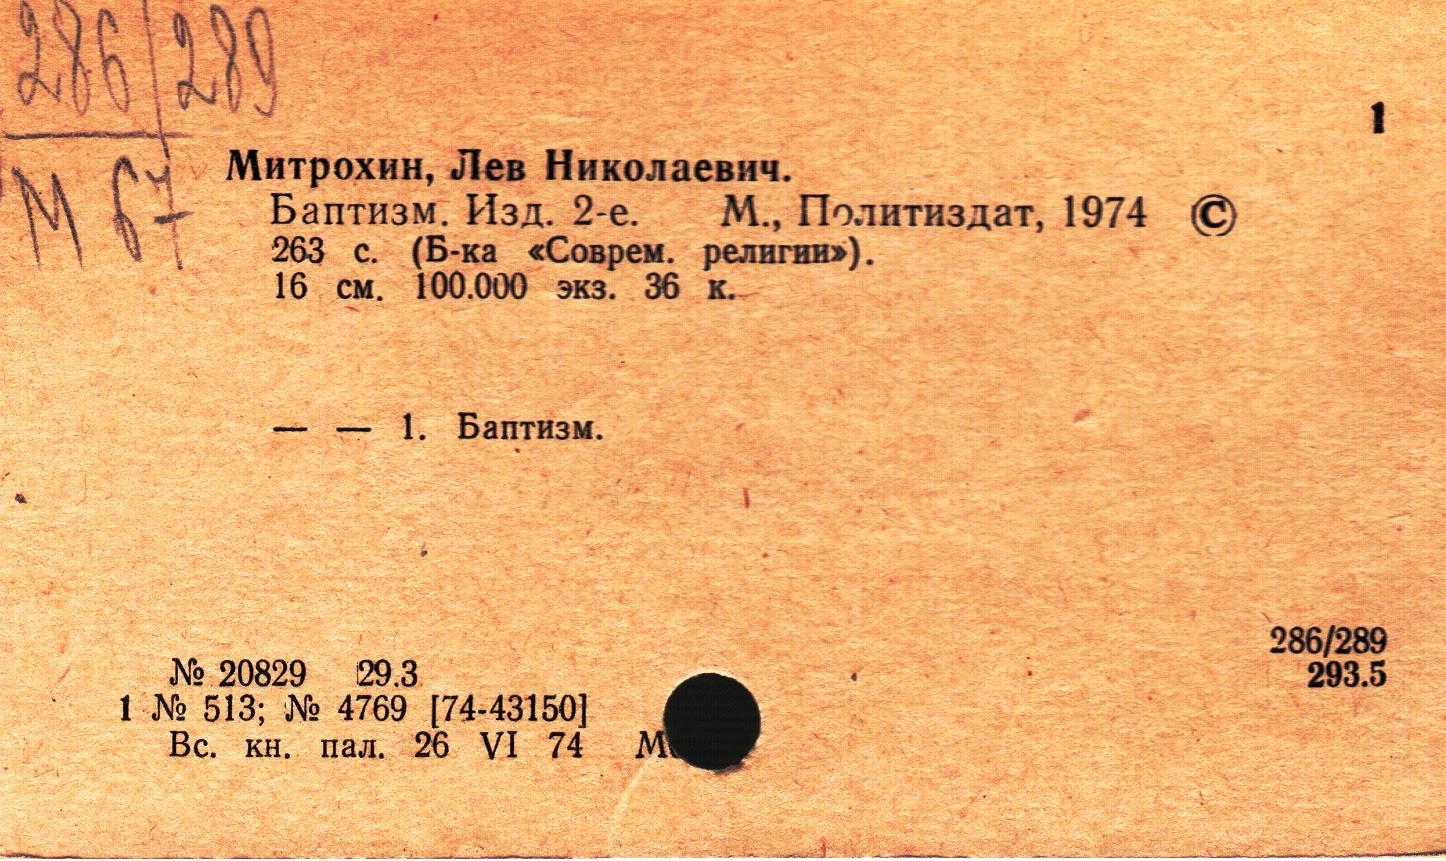 286/289
М 67
1
Митрохин, Лев Николаевич.
Баптизм. Изд. 2-е. М., Политиздат, 1974 ©
263 с. (Б-ка «Соврем. религии»).
16 см. 100.000 экз. 36 к.
— — 1. Баптизм.
286/289
293.5
№ 20829 29.3
1 № 513; № 4769 [74-43150]
Вс. кн. пал. 26 VI 74